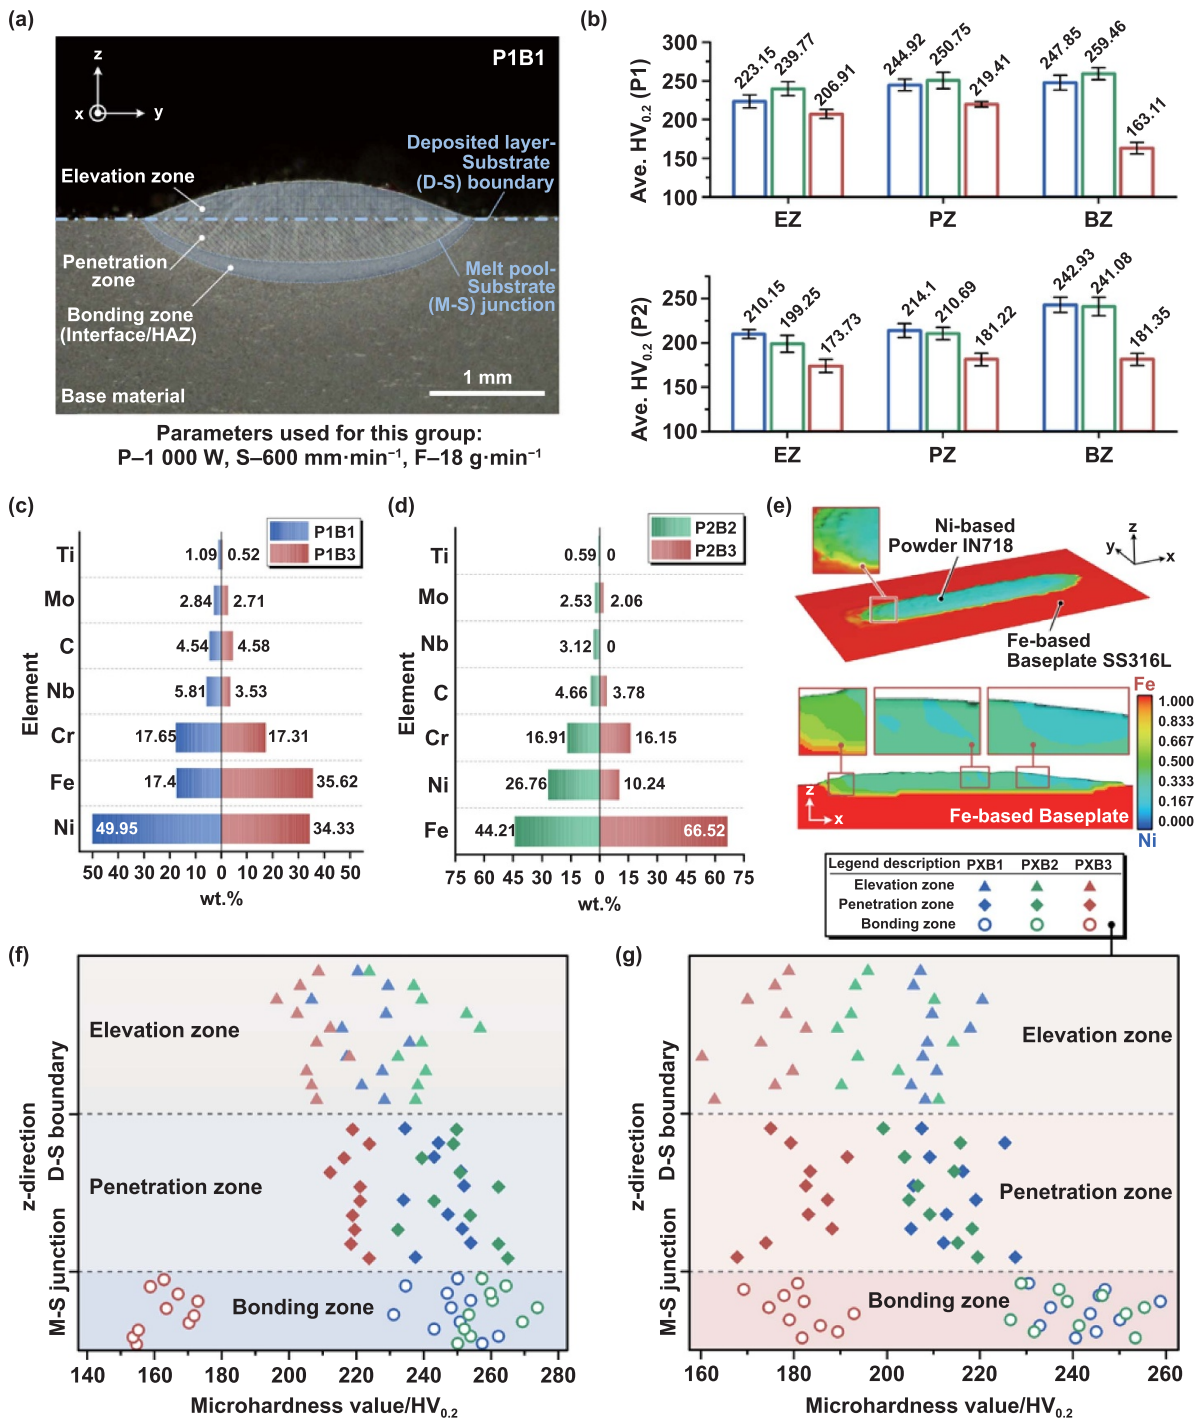 (a)
P1B1
z
x
y
Elevation zone
Deposited layer-
Substrate
(D-S) boundary
Penetration
zone
Melt pool-
Substrate
(M-S) junction
Bonding zone
(Interface/HAZ)
1 mm
Base material
Parameters used for this group:
P–1 000 W, S–600 mm·min⁻¹, F–18 g·min⁻¹
(b)
Ave. HV0.2 (P1)
300
250
200
150
100
223.15
239.77
206.91
244.92
250.75
219.41
247.85
259.46
163.11
EZ
PZ
BZ
Ave. HV0.2 (P2)
250
200
150
100
210.15
199.25
173.73
214.1
210.69
181.22
242.93
241.08
181.35
EZ
PZ
BZ
(c)
P1B1
P1B3
Element
Ti 1.09 0.52
Mo 2.84 2.71
C 4.54 4.58
Nb 5.81 3.53
Cr 17.65 17.31
Fe 17.4 35.62
Ni 49.95 34.33
50 40 30 20 10 0 10 20 30 40 50
wt.%
(d)
P2B2
P2B3
Element
Ti 0.59 0
Mo 2.53 2.06
Nb 3.12 0
C 4.66 3.78
Cr 16.91 16.15
Ni 26.76 10.24
Fe 44.21 66.52
75 60 45 30 15 0 15 30 45 60 75
wt.%
(e)
Ni-based
Powder IN718
z
y
x
Fe-based
Baseplate SS316L
Fe
1.000
0.833
0.667
0.500
0.333
0.167
0.000
Ni
z
x
Fe-based Baseplate
Legend description PXB1 PXB2 PXB3
Elevation zone
Penetration zone
Bonding zone
(f)
z-direction
M-S junction
D-S boundary
Elevation zone
Penetration zone
Bonding zone
140 160 180 200 220 240 260 280
Microhardness value/HV0.2
(g)
z-direction
M-S junction
D-S boundary
Elevation zone
Penetration zone
Bonding zone
160 180 200 220 240 260
Microhardness value/HV0.2